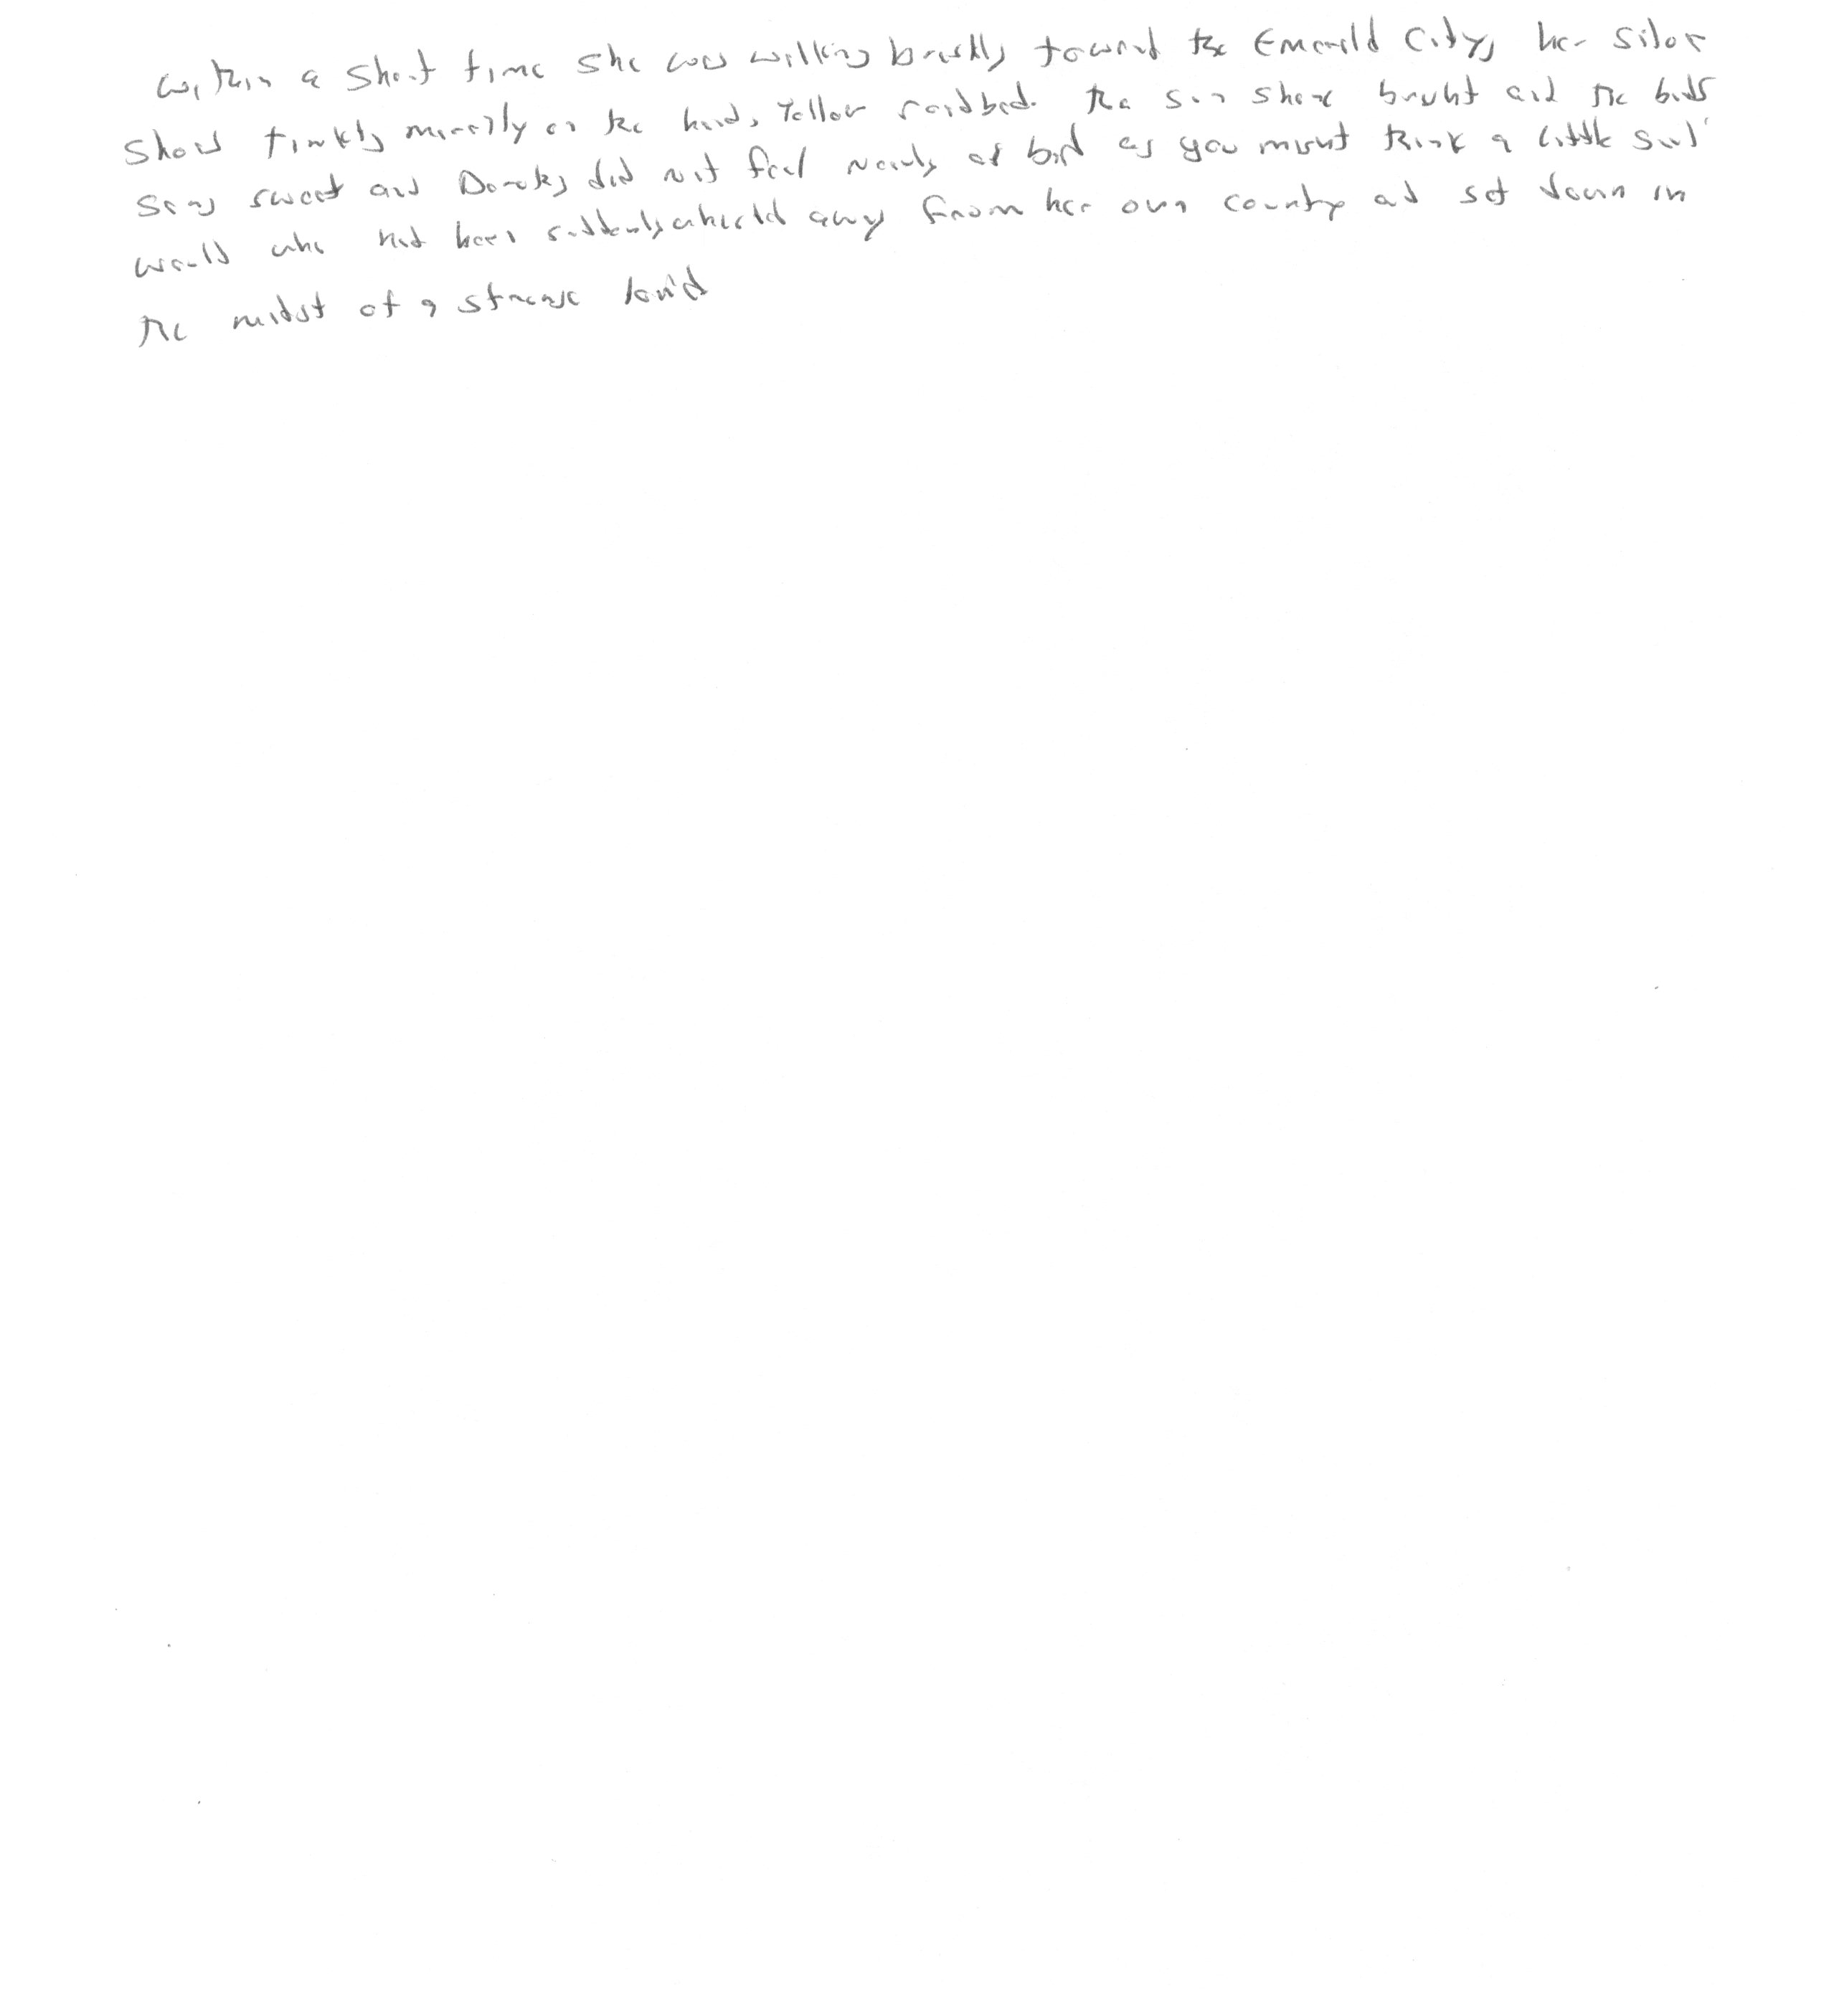 Within a short time she was walking briskly toward the Emerald City, her silver
shoes tinkling merrily on the hard, yellow roadbed. The sun shone bright and the birds
sang sweet and Dorothy did not feel nearly as bad as you might think a little girl
would who had been suddenly whisked away from her own country and set down in
the midst of a strange land